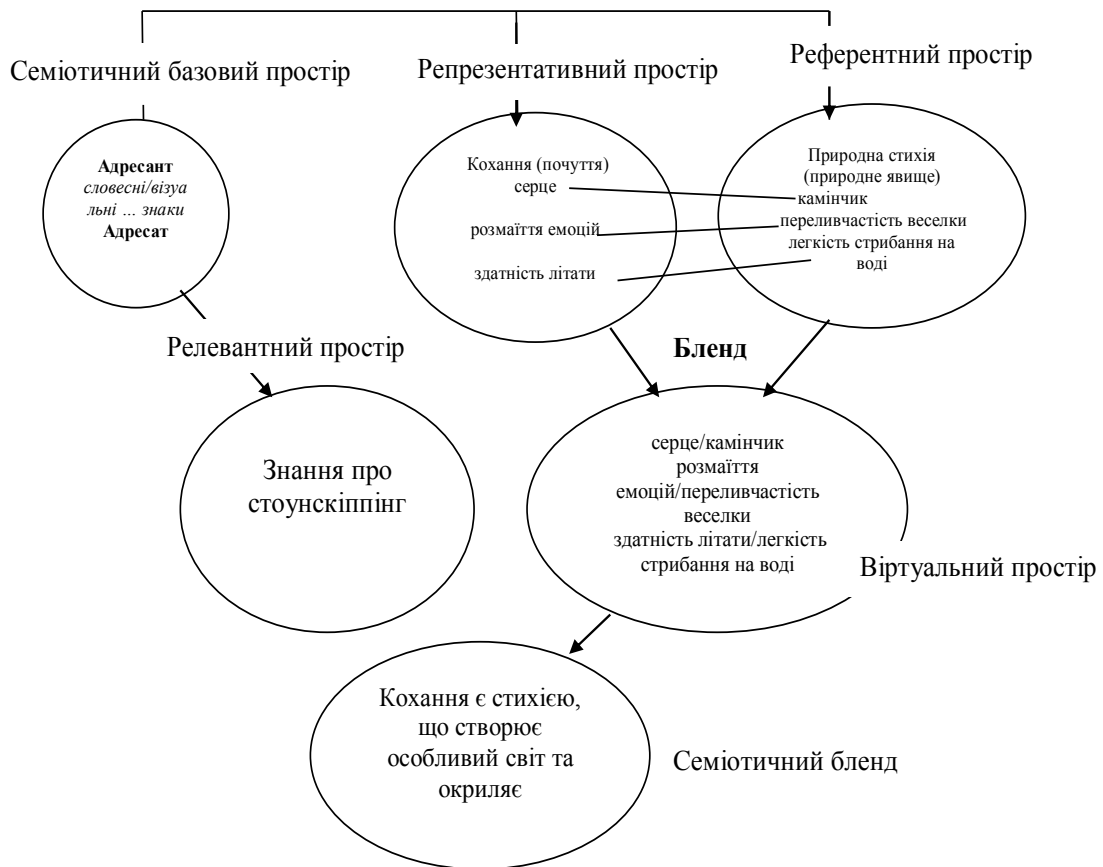 Семіотичний базовий простір
Репрезентативний простір
Референтний простір
Адресант
словесні/візуа
льні ... знаки
Адресат
Кохання (почуття)
серце
розмаїття емоцій
здатність літати
Природна стихія
(природне явище)
камінчик
переливчастість веселки
легкість стрибання на
воді
Релевантний простір
Бленд
Знання про
стоунскіппінг
серце/камінчик
розмаїття
емоцій/переливчастість
веселки
здатність літати/легкість
стрибання на воді
Віртуальний простір
Кохання є стихією,
що створює
особливий світ та
окриляє
Семіотичний бленд